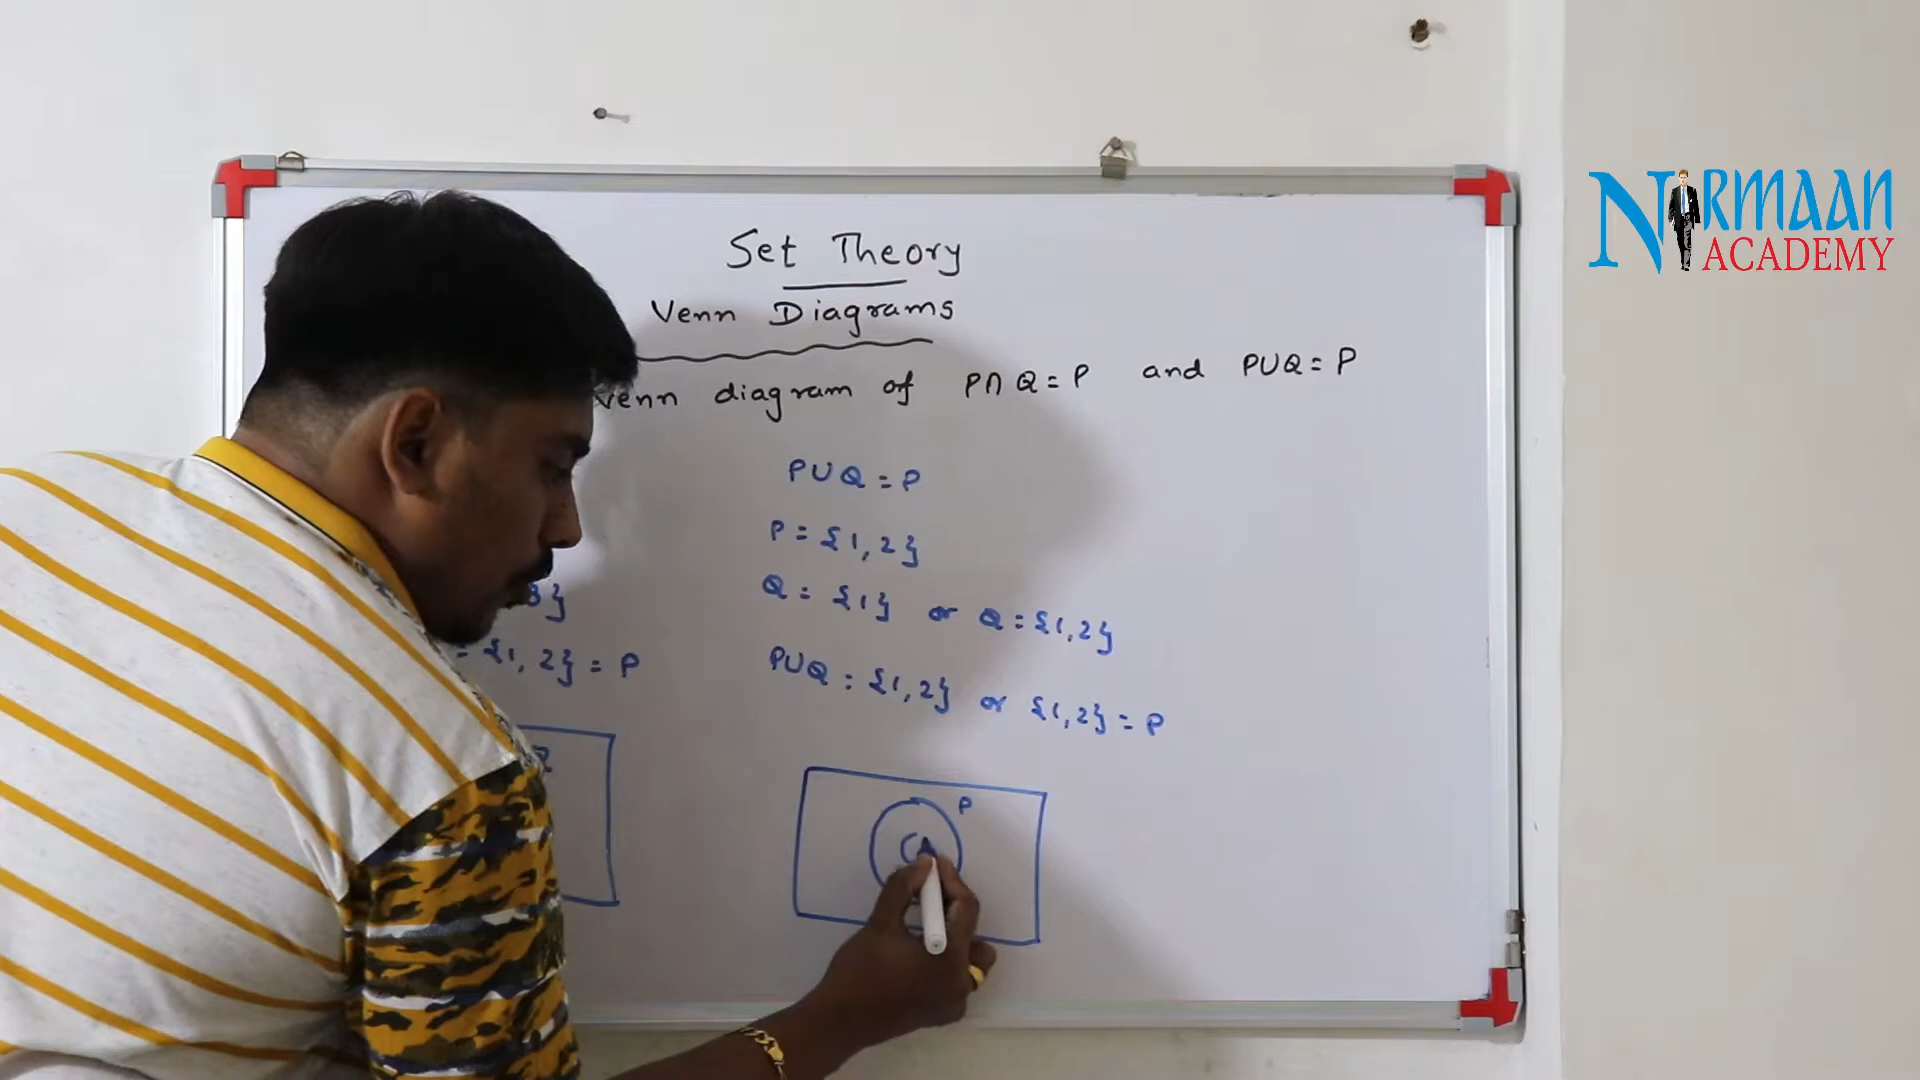 Set Theory
Venn Diagrams
Venn diagram of P∩Q=P and PUQ=P
PUQ=P
P={1,2}
Q={1} or Q={1,2}
PUQ={1,2} or {1,2}=P
3}
={1,2}=P
Q
P
NIRMAAN
ACADEMY